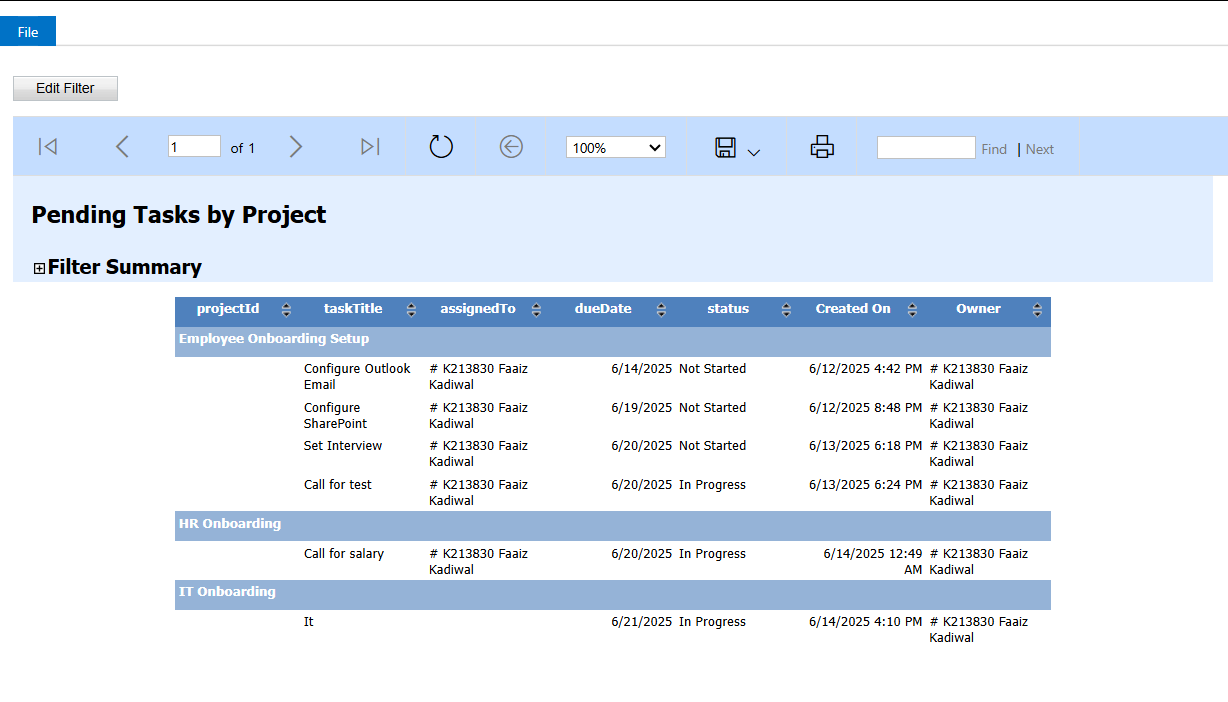 File
Edit Filter
1 of 1 100% Find | Next
Pending Tasks by Project
Filter Summary
projectId taskTitle assignedTo dueDate status Created On Owner
Employee Onboarding Setup
Configure Outlook # K213830 Faaiz 6/14/2025 Not Started 6/12/2025 4:42 PM # K213830 Faaiz
Email Kadiwal Kadiwal
Configure # K213830 Faaiz 6/19/2025 Not Started 6/12/2025 8:48 PM # K213830 Faaiz
SharePoint Kadiwal Kadiwal
Set Interview # K213830 Faaiz 6/20/2025 Not Started 6/13/2025 6:18 PM # K213830 Faaiz
Kadiwal Kadiwal
Call for test # K213830 Faaiz 6/20/2025 In Progress 6/13/2025 6:24 PM # K213830 Faaiz
Kadiwal Kadiwal
HR Onboarding
Call for salary # K213830 Faaiz 6/20/2025 In Progress 6/14/2025 12:49 # K213830 Faaiz
Kadiwal AM Kadiwal
IT Onboarding
It 6/21/2025 In Progress 6/14/2025 4:10 PM # K213830 Faaiz
Kadiwal